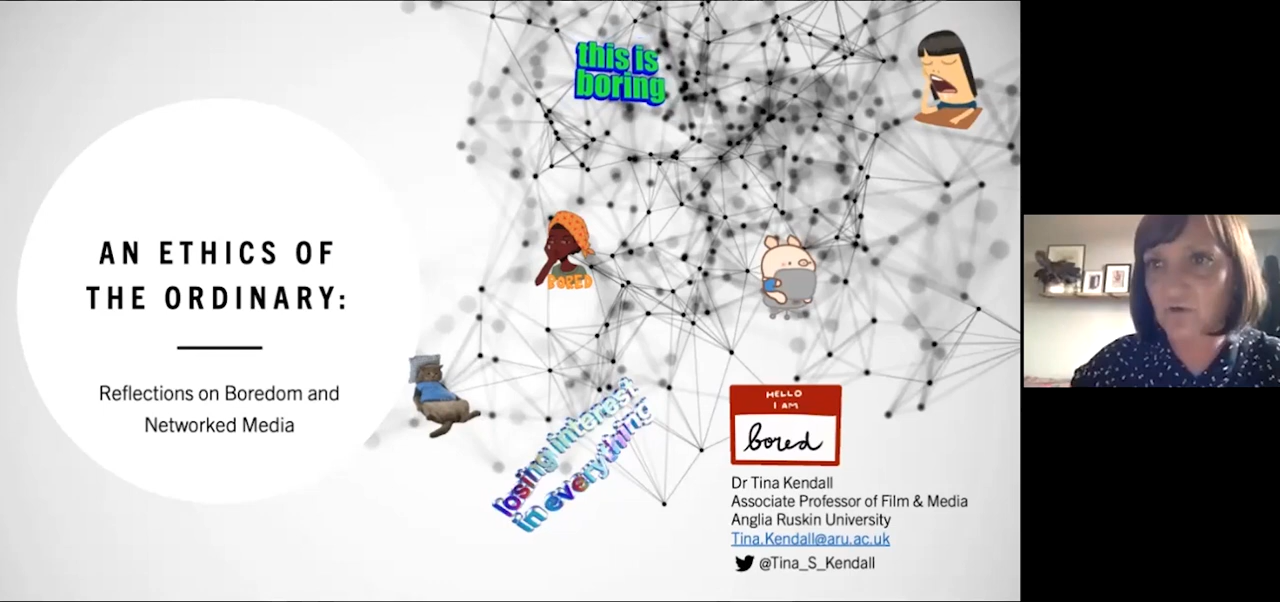 this is
boring
AN ETHICS OF
THE ORDINARY:
Reflections on Boredom and
Networked Media
BORED
losing interest
in everything
HELLO
I AM
bored
Dr Tina Kendall
Associate Professor of Film & Media
Anglia Ruskin University
Tina.Kendall@aru.ac.uk
@Tina_S_Kendall